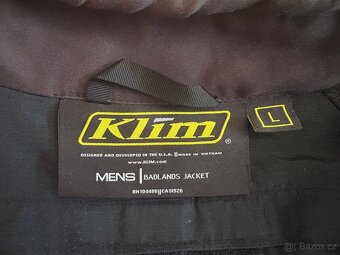 Klim®
L
DESIGNED AND DEVELOPED IN THE U.S.A. | MADE IN VIETNAM
www.KLIM.com
MENS | BADLANDS JACKET
Bazos.cz